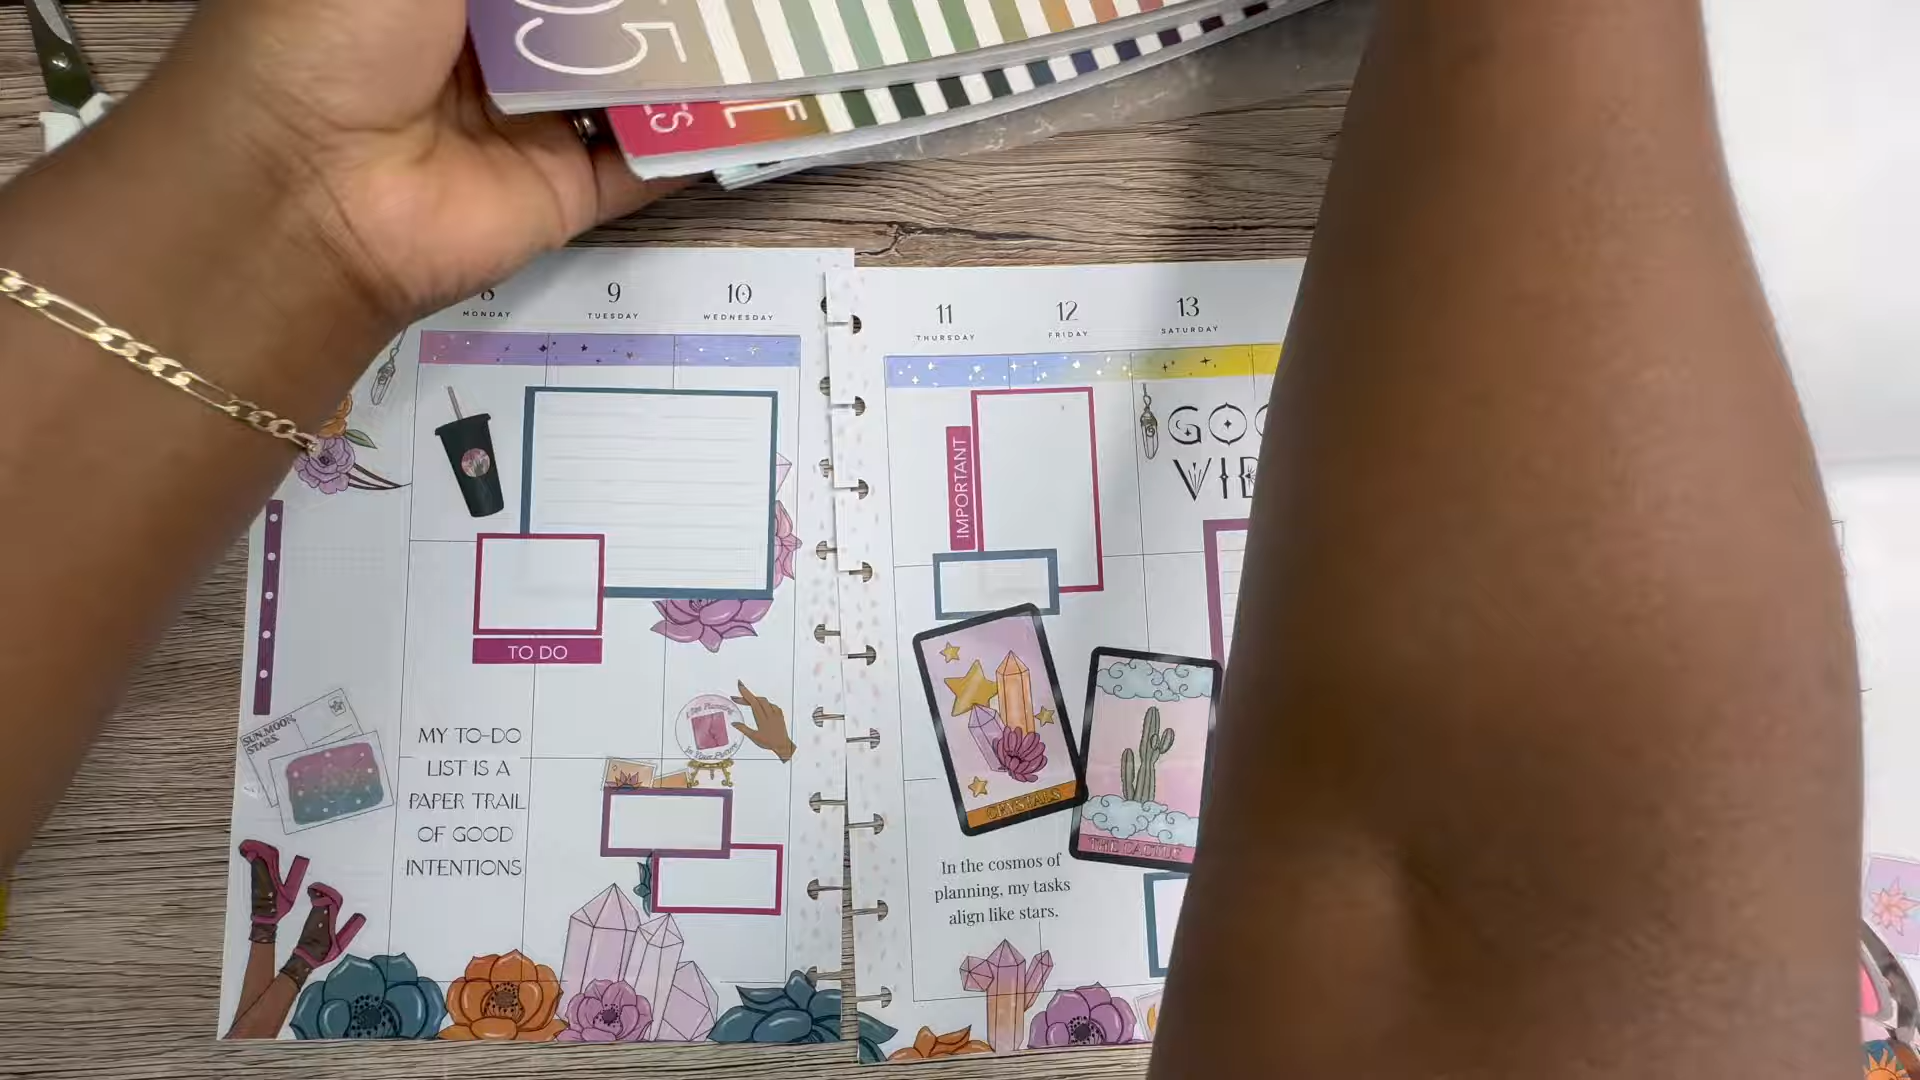 05
8
MONDAY
9
TUESDAY
10
WEDNESDAY
11
THURSDAY
12
FRIDAY
13
SATURDAY
IMPORTANT
TO DO
SUN, MOON,
STARS
MY TO-DO
LIST IS A
PAPER TRAIL
OF GOOD
INTENTIONS
CRYSTALS
THE CACTUS
In the cosmos of
planning, my tasks
align like stars.